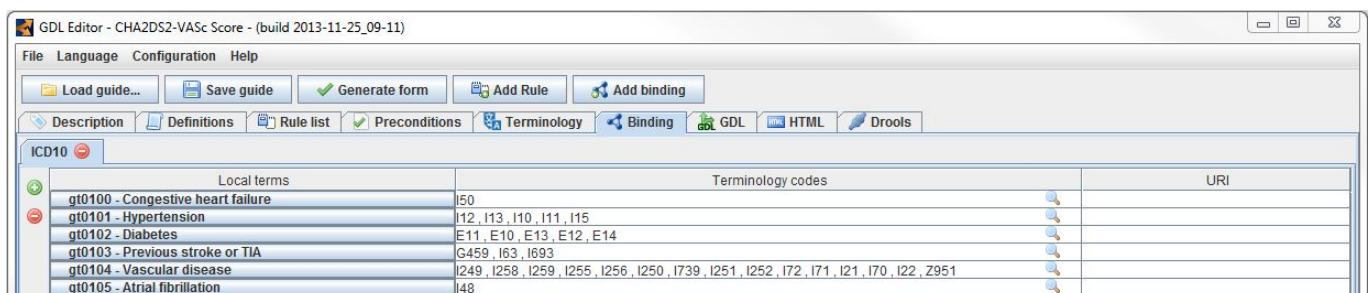 GDL Editor - CHA2DS2-VASc Score - (build 2013-11-25_09-11)
File Language Configuration Help
Load guide... Save guide Generate form Add Rule Add binding
Description Definitions Rule list Preconditions Terminology Binding GDL HTML Drools
ICD10
Local terms Terminology codes URI
gt0100 - Congestive heart failure I50
gt0101 - Hypertension I12 , I13 , I10 , I11 , I15
gt0102 - Diabetes E11 , E10 , E13 , E12 , E14
gt0103 - Previous stroke or TIA G459 , I63 , I693
gt0104 - Vascular disease I249 , I258 , I259 , I255 , I256 , I250 , I739 , I251 , I252 , I72 , I71 , I21 , I70 , I22 , Z951
gt0105 - Atrial fibrillation I48